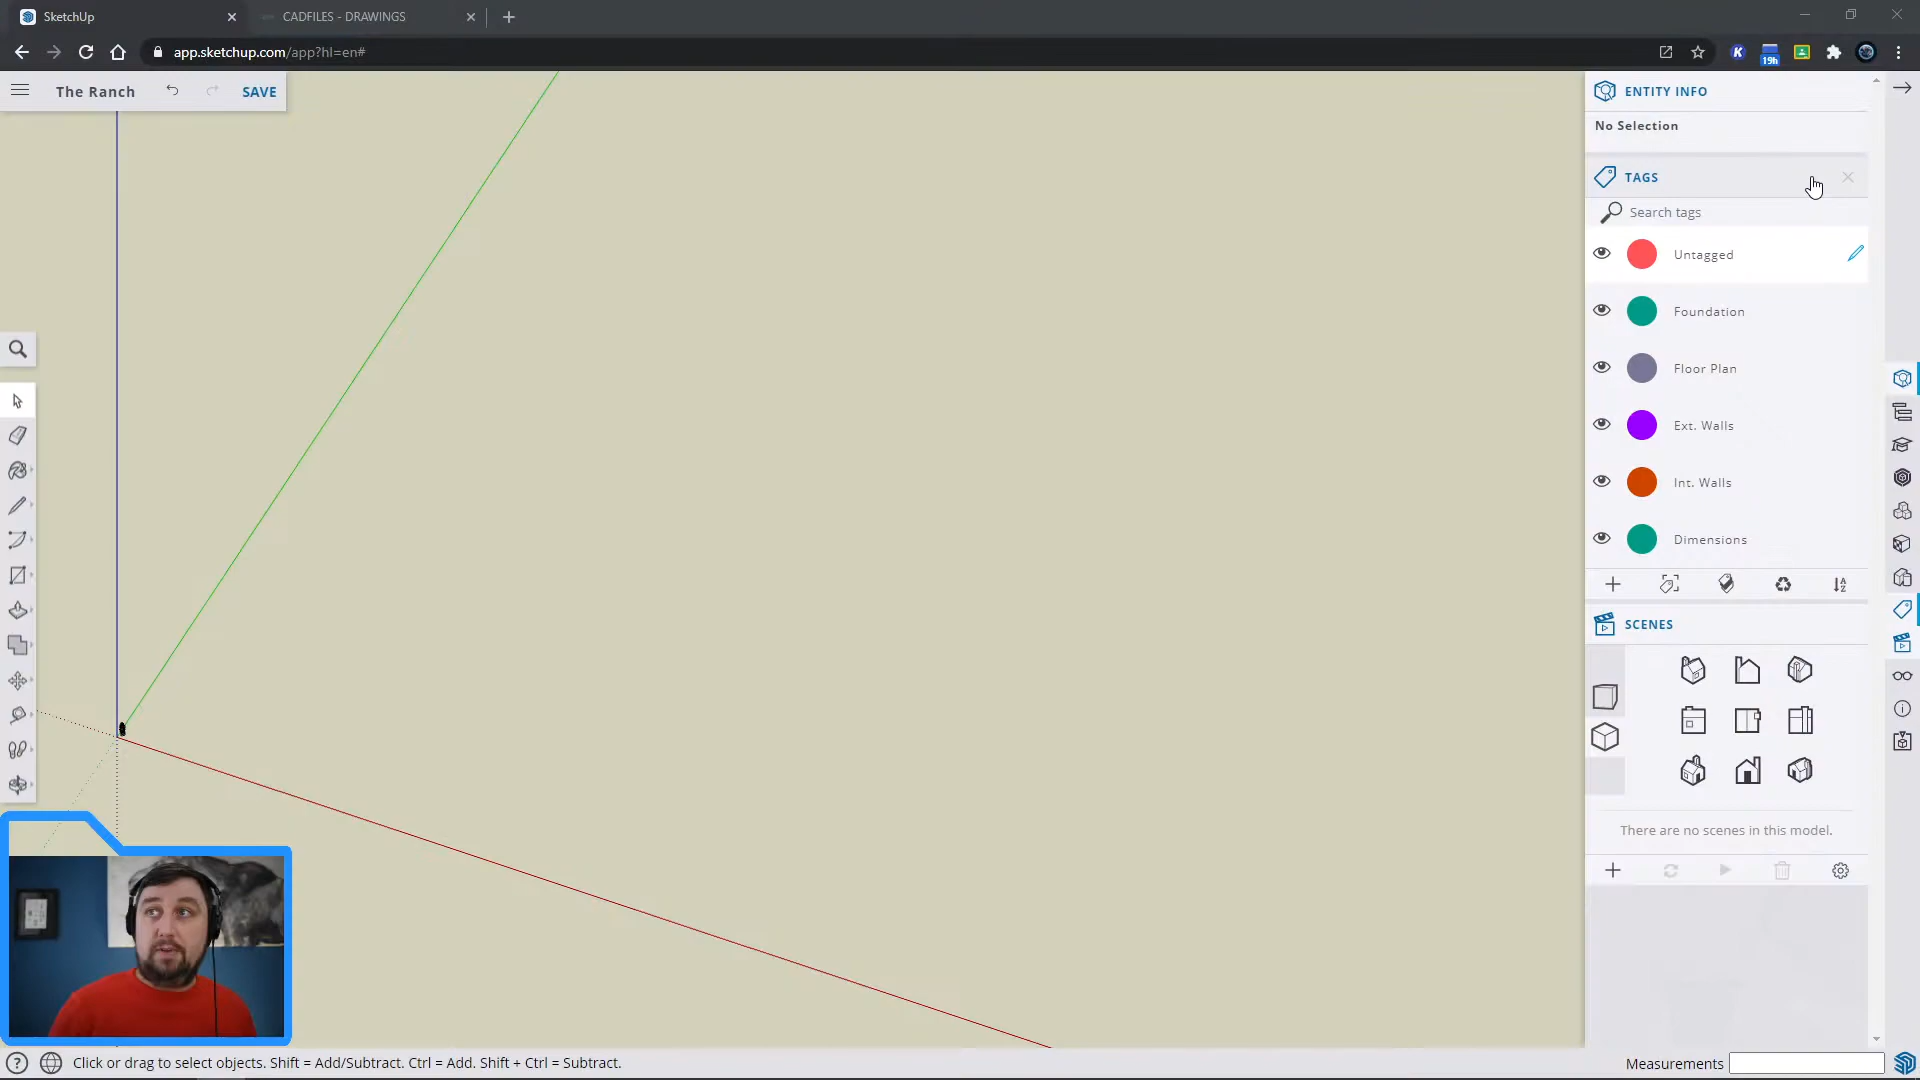 SketchUp
CADFILES - DRAWINGS
app.sketchup.com/app?hl=en#
K
19h
The Ranch
SAVE
ENTITY INFO
No Selection
TAGS
Search tags
Untagged
Foundation
Floor Plan
Ext. Walls
Int. Walls
Dimensions
SCENES
There are no scenes in this model.
Click or drag to select objects. Shift = Add/Subtract. Ctrl = Add. Shift + Ctrl = Subtract.
Measurements